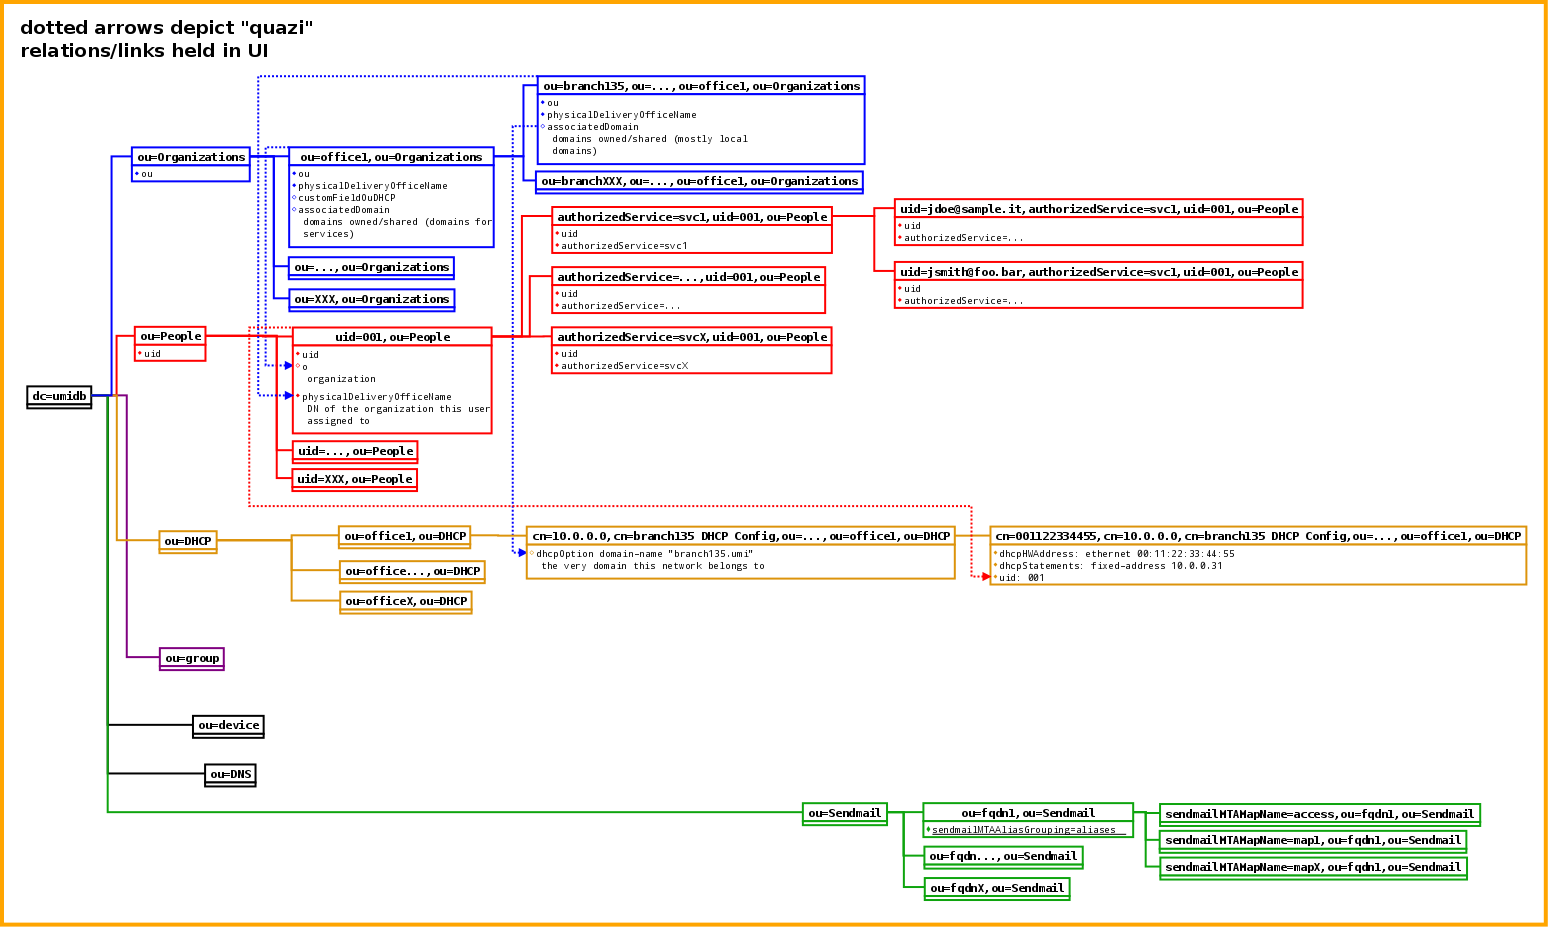 dotted arrows depict "quazi"
relations/links held in UI
ou=branch135,ou=...,ou=office1,ou=Organizations
ou
physicalDeliveryOfficeName
associatedDomain
domains owned/shared (mostly local
domains)
ou=Organizations
ou
ou=office1,ou=Organizations
ou
physicalDeliveryOfficeName
customFieldOuDHCP
associatedDomain
domains owned/shared (domains for
services)
ou=branchXXX,ou=...,ou=office1,ou=Organizations
ou=...,ou=Organizations
ou=XXX,ou=Organizations
authorizedService=svc1,uid=001,ou=People
uid
authorizedService=svc1
uid=jdoe@sample.it,authorizedService=svc1,uid=001,ou=People
uid
authorizedService=...
authorizedService=...,uid=001,ou=People
uid
authorizedService=...
uid=jsmith@foo.bar,authorizedService=svc1,uid=001,ou=People
uid
authorizedService=...
ou=People
uid
uid=001,ou=People
uid
o
organization
physicalDeliveryOfficeName
DN of the organization this user
assigned to
authorizedService=svcX,uid=001,ou=People
uid
authorizedService=svcX
dc=umidb
uid=...,ou=People
uid=XXX,ou=People
ou=DHCP
ou=office1,ou=DHCP
cn=10.0.0.0,cn=branch135 DHCP Config,ou=...,ou=office1,ou=DHCP
dhcpOption domain-name "branch135.umi"
the very domain this network belongs to
cn=001122334455,cn=10.0.0.0,cn=branch135 DHCP Config,ou=...,ou=office1,ou=DHCP
dhcpHWAddress: ethernet 00:11:22:33:44:55
dhcpStatements: fixed-address 10.0.0.31
uid: 001
ou=office...,ou=DHCP
ou=officeX,ou=DHCP
ou=group
ou=device
ou=DNS
ou=Sendmail
ou=fqdn1,ou=Sendmail
sendmailMTAAliasGrouping=aliases
sendmailMTAMapName=access,ou=fqdn1,ou=Sendmail
sendmailMTAMapName=map1,ou=fqdn1,ou=Sendmail
ou=fqdn...,ou=Sendmail
sendmailMTAMapName=mapX,ou=fqdn1,ou=Sendmail
ou=fqdnX,ou=Sendmail